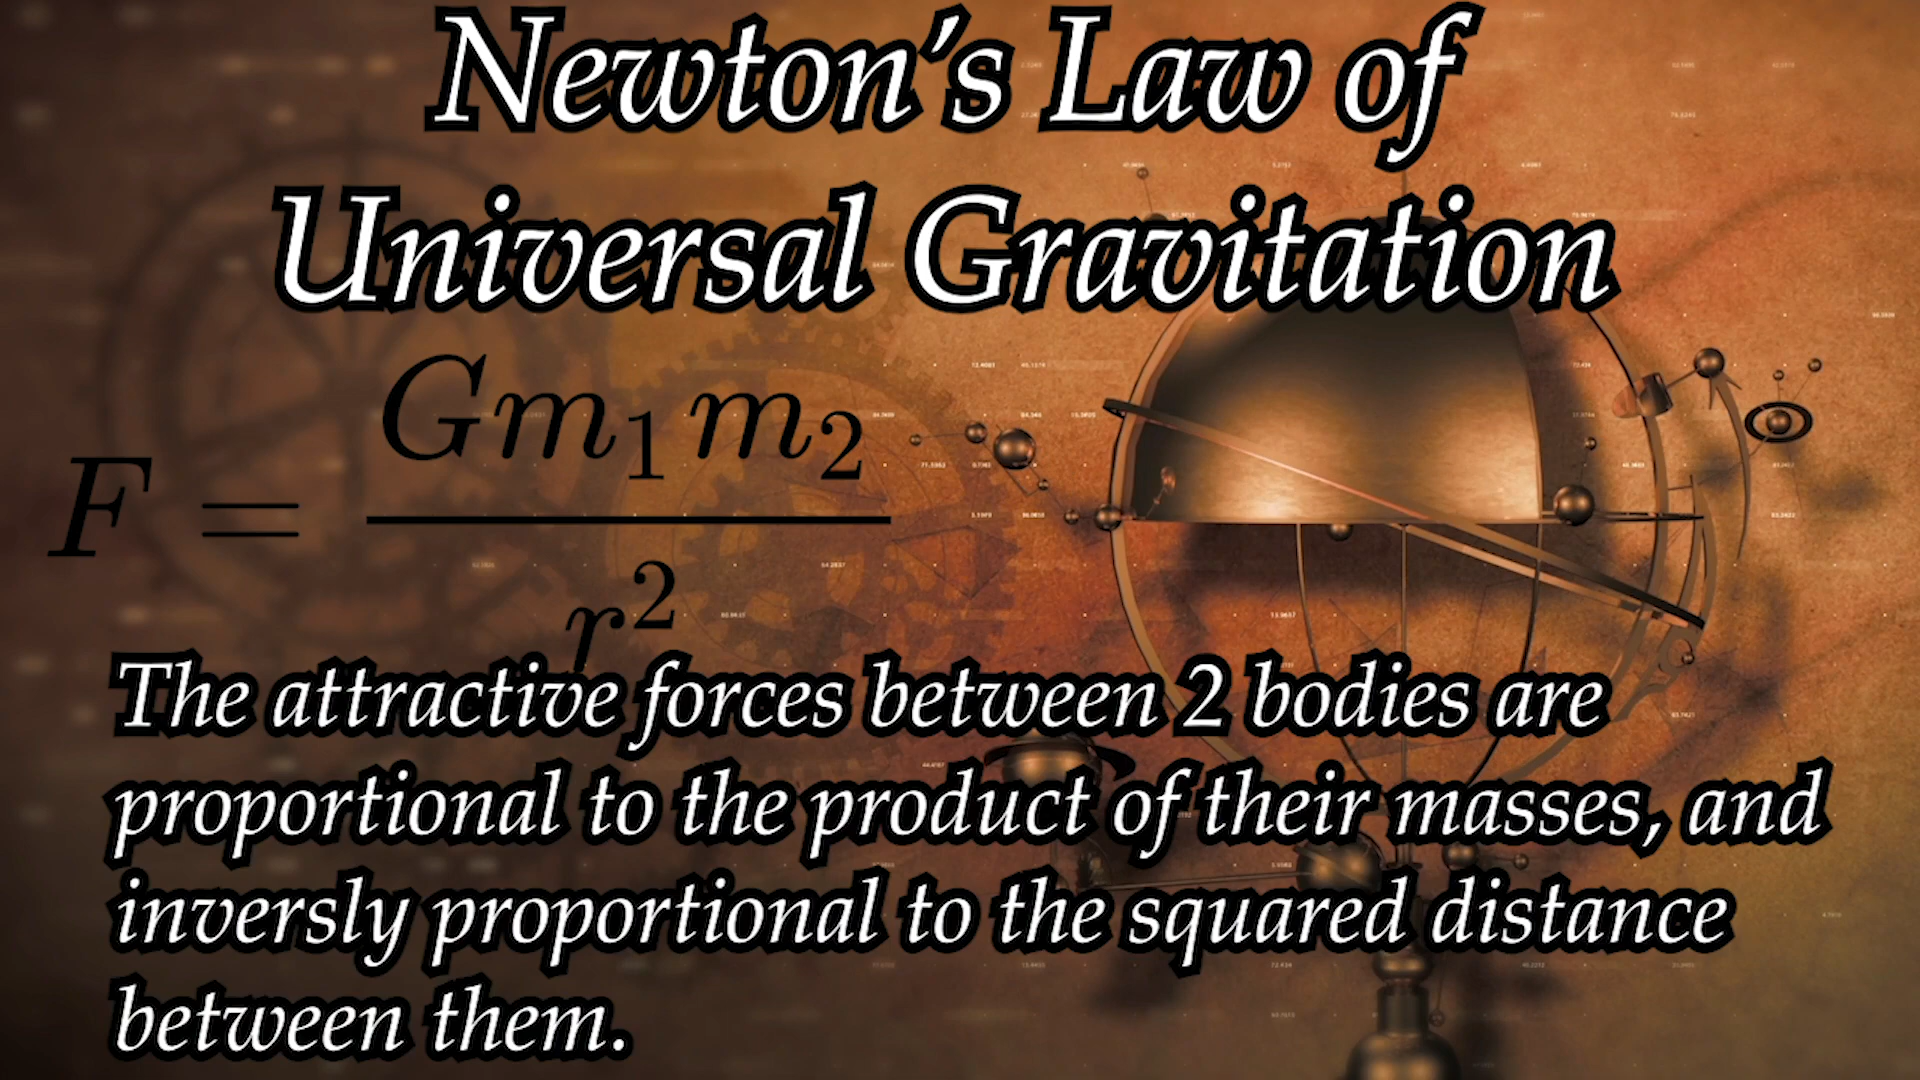 Newton's Law of
Universal Gravitation
F = Gm₁m₂
r²
The attractive forces between 2 bodies are
proportional to the product of their masses, and
inversly proportional to the squared distance
between them.